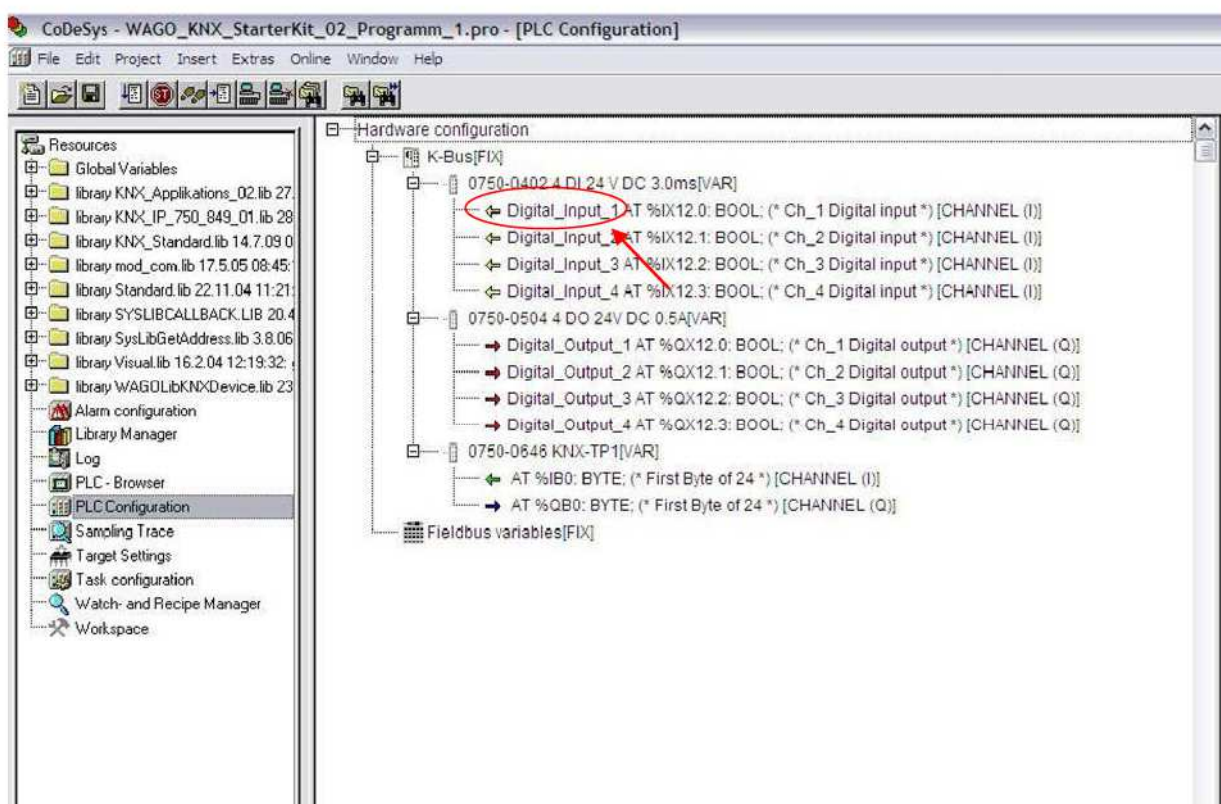 CoDeSys - WAGO_KNX_StarterKit_02_Programm_1.pro - [PLC Configuration]
File Edit Project Insert Extras Online Window Help
Resources
Global Variables
library KNX_Applikations_02.lib 27.
library KNX_IP_750_849_01.lib 28
library KNX_Standard.lib 14.7.09 0
library mod_com.lib 17.5.05 08:45:
library Standard.lib 22.11.04 11:21:
library SYSLIBCALLBACK.LIB 20.4
library SysLibGetAddress.lib 3.8.06
library Visual.lib 16.2.04 12:19:32:
library WAGOLibKNXDevice.lib 23
Alarm configuration
Library Manager
Log
PLC - Browser
PLC Configuration
Sampling Trace
Target Settings
Task configuration
Watch- and Recipe Manager
Workspace
Hardware configuration
K-Bus[FIX]
0750-0402 4 DI 24 V DC 3.0ms[VAR]
Digital_Input_1 AT %IX12.0: BOOL; (* Ch_1 Digital input *) [CHANNEL (I)]
Digital_Input_2 AT %IX12.1: BOOL; (* Ch_2 Digital input *) [CHANNEL (I)]
Digital_Input_3 AT %IX12.2: BOOL; (* Ch_3 Digital input *) [CHANNEL (I)]
Digital_Input_4 AT %IX12.3: BOOL; (* Ch_4 Digital input *) [CHANNEL (I)]
0750-0504 4 DO 24V DC 0.5A[VAR]
Digital_Output_1 AT %QX12.0: BOOL; (* Ch_1 Digital output *) [CHANNEL (Q)]
Digital_Output_2 AT %QX12.1: BOOL; (* Ch_2 Digital output *) [CHANNEL (Q)]
Digital_Output_3 AT %QX12.2: BOOL; (* Ch_3 Digital output *) [CHANNEL (Q)]
Digital_Output_4 AT %QX12.3: BOOL; (* Ch_4 Digital output *) [CHANNEL (Q)]
0750-0646 KNX-TP1[VAR]
AT %IB0: BYTE; (* First Byte of 24 *) [CHANNEL (I)]
AT %QB0: BYTE; (* First Byte of 24 *) [CHANNEL (Q)]
Fieldbus variables[FIX]